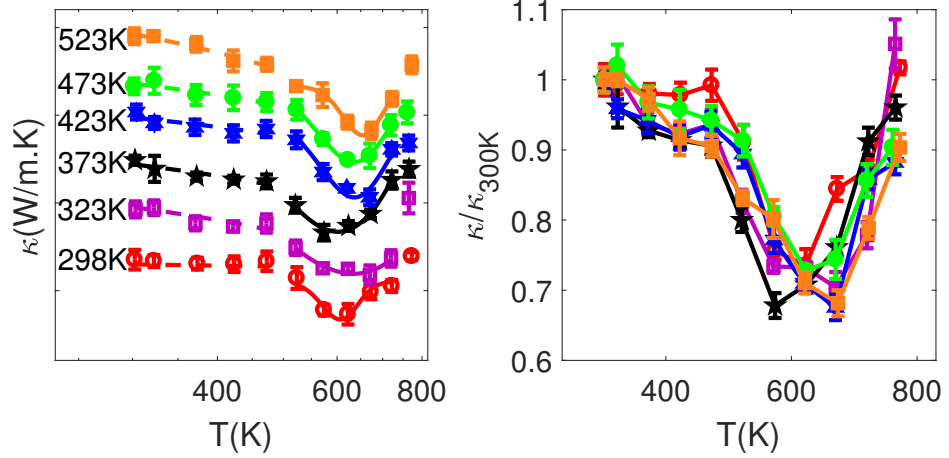 κ(W/m.K)
523K
473K
423K
373K
323K
298K
400
600
800
T(K)
κ/κ300K
1.1
1
0.9
0.8
0.7
0.6
400
600
800
T(K)